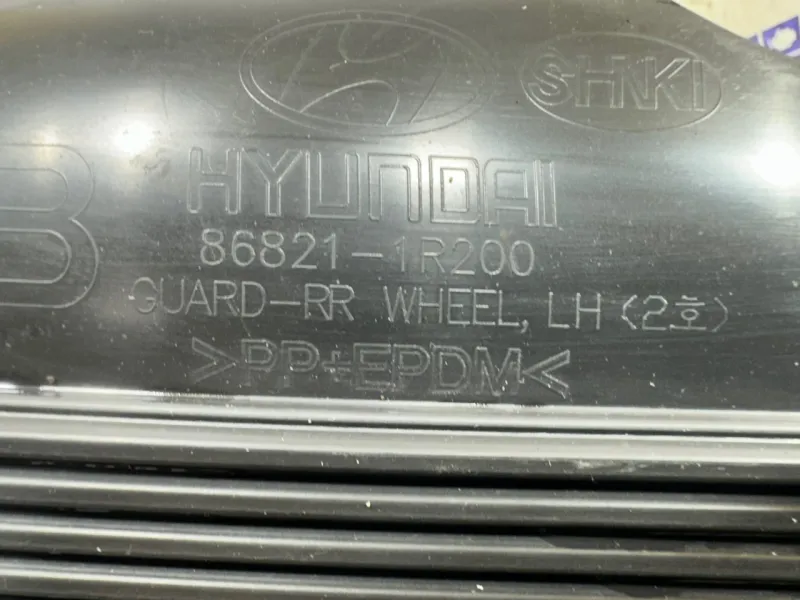 SHNKI
HYUNDAI
B
86821-1R200
GUARD-RR WHEEL, LH (2호)
>PP+EPDM<